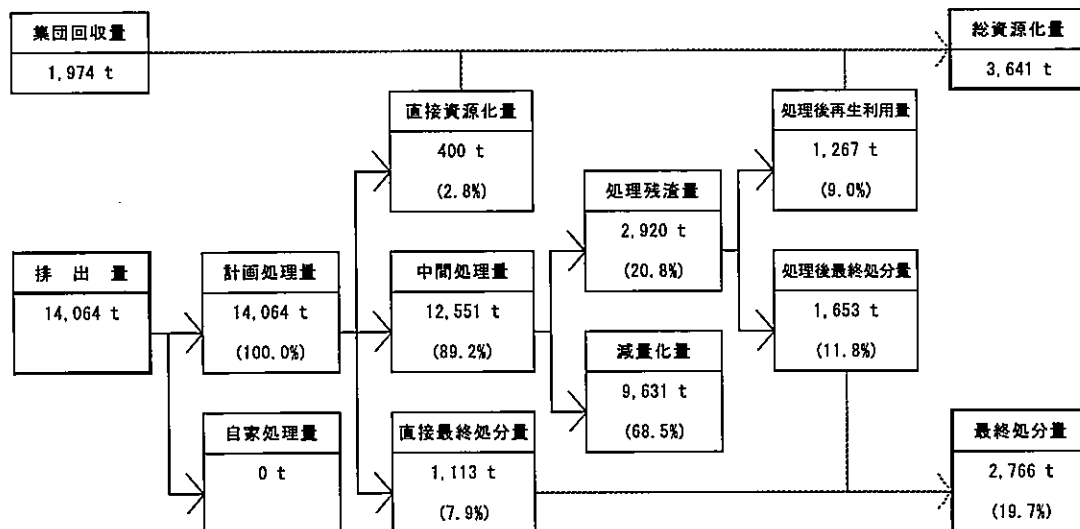 集団回収量
1,974 t
総資源化量
3,641 t
直接資源化量
400 t
(2.8%)
処理後再生利用量
1,267 t
(9.0%)
処理残渣量
2,920 t
(20.8%)
排 出 量
14,064 t
計画処理量
14,064 t
(100.0%)
中間処理量
12,551 t
(89.2%)
処理後最終処分量
1,653 t
(11.8%)
減量化量
9,631 t
(68.5%)
自家処理量
0 t
直接最終処分量
1,113 t
(7.9%)
最終処分量
2,766 t
(19.7%)